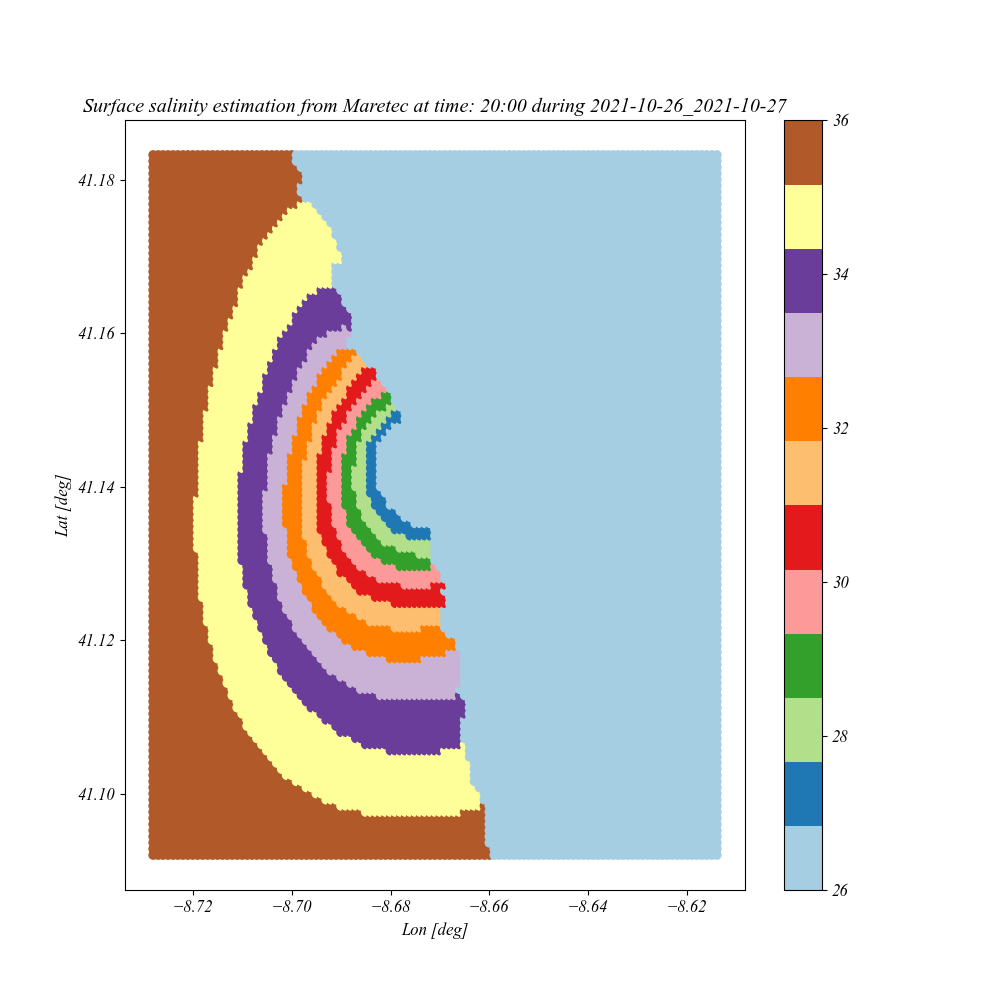 Surface salinity estimation from Maretec at time: 20:00 during 2021-10-26_2021-10-27
36
41.18
34
41.16
32
41.14
Lat [deg]
30
41.12
28
41.10
26
−8.72 −8.70 −8.68 −8.66 −8.64 −8.62
Lon [deg]